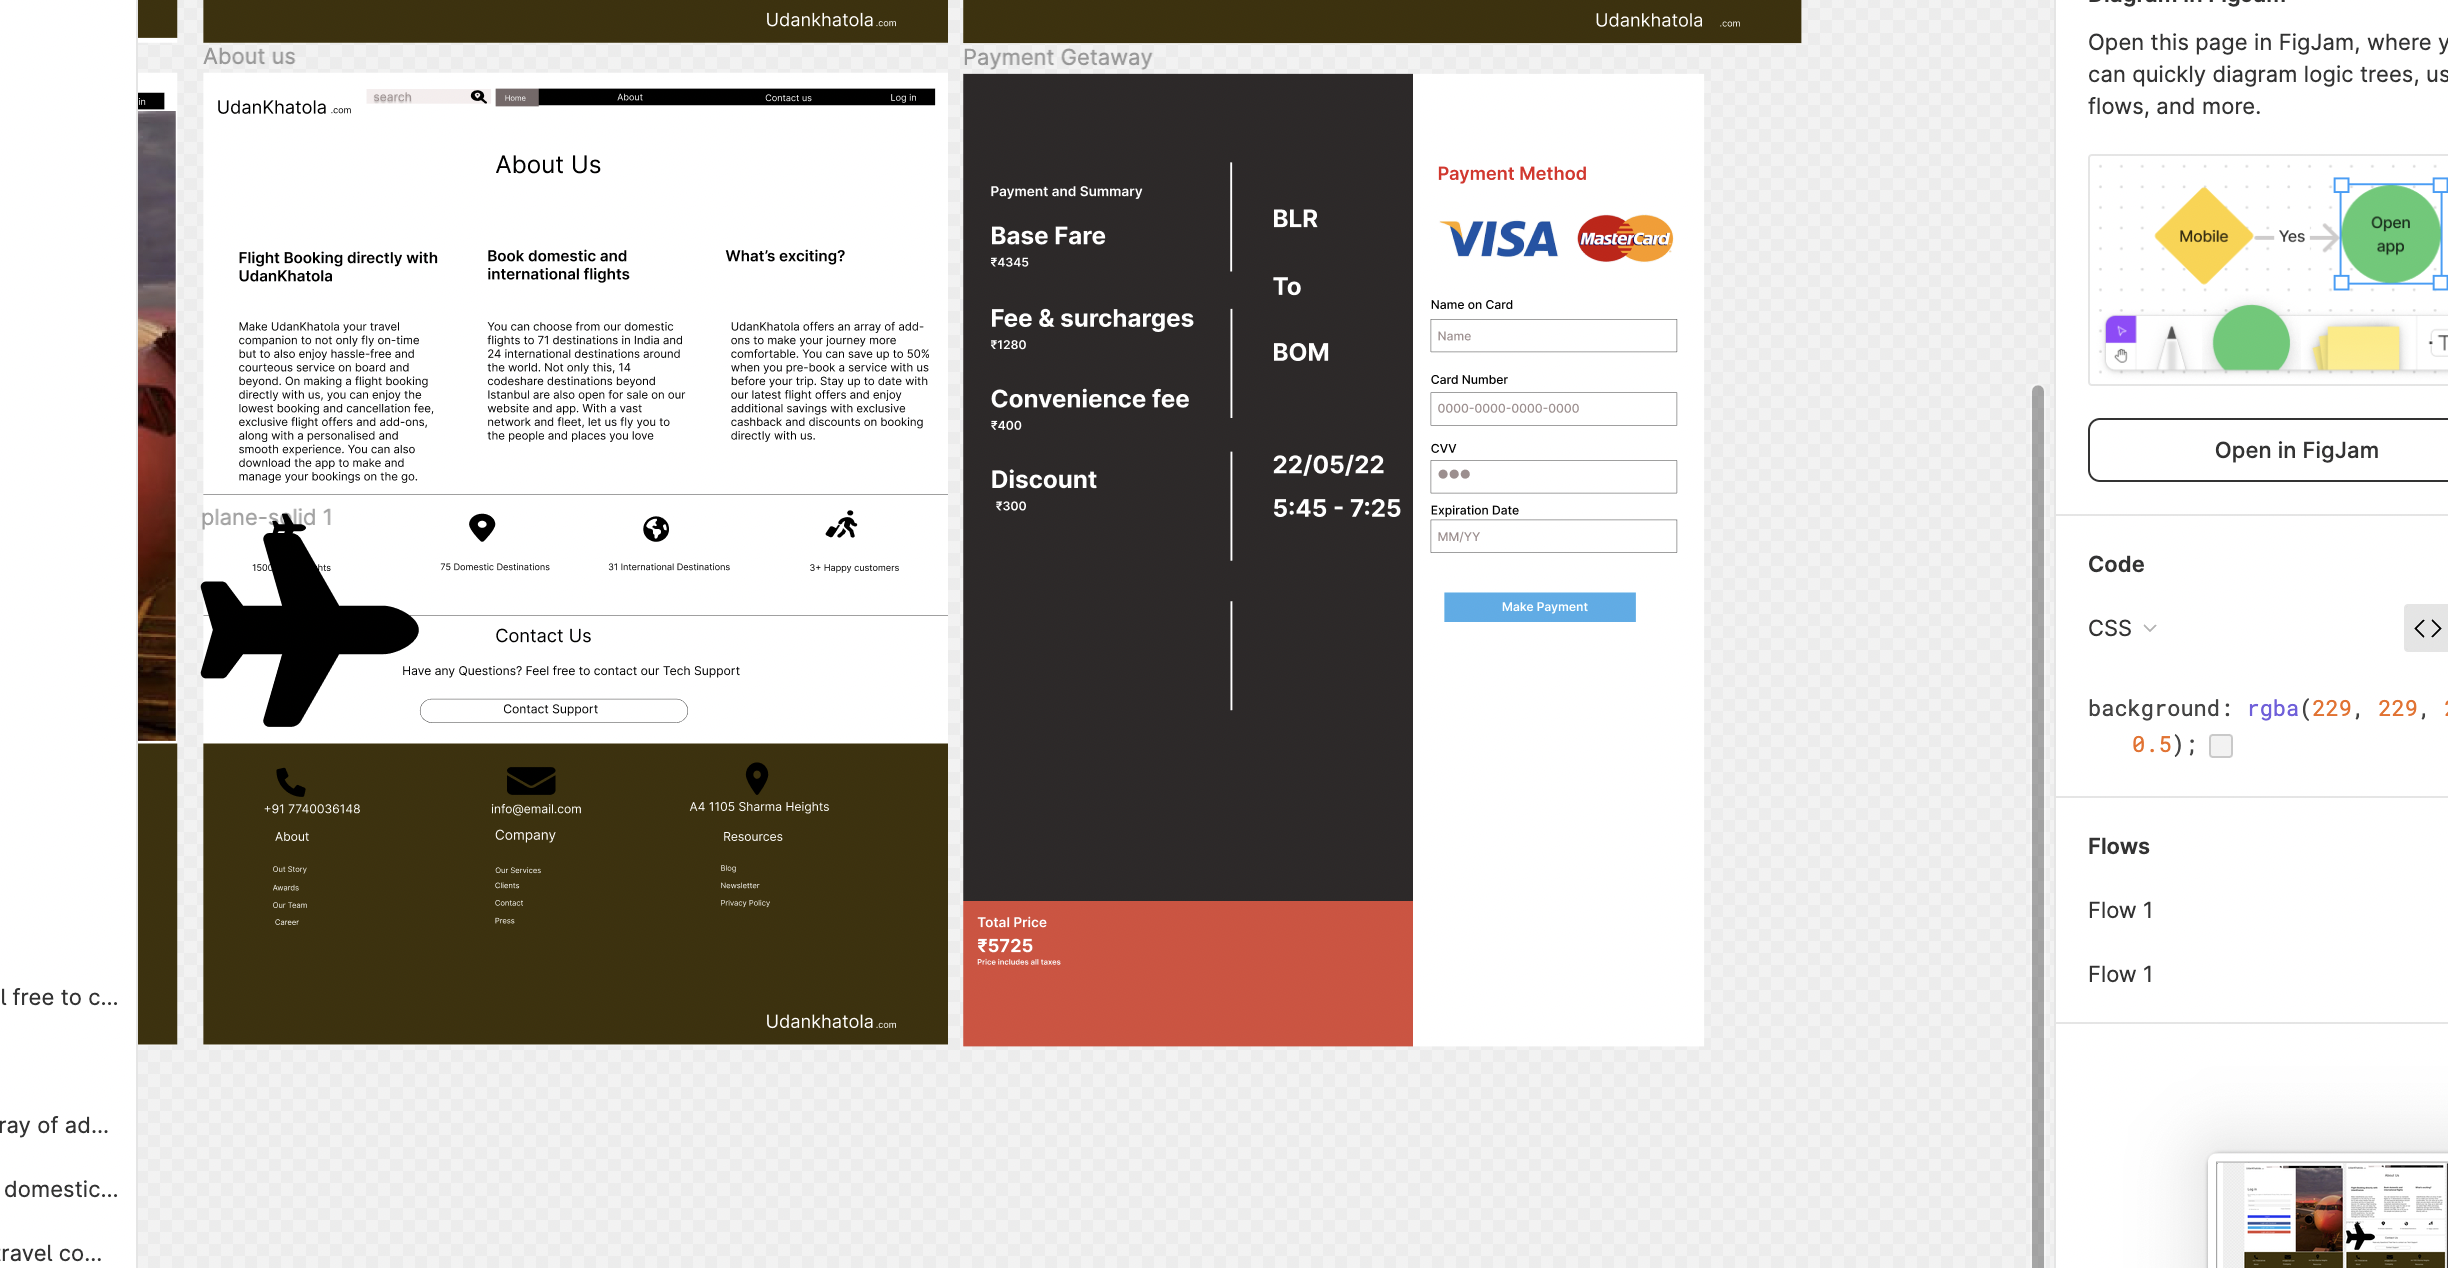 Udankhatola .com
Udankhatola .com
About us
Payment Getaway
in
UdanKhatola .com
search
Home
About
Contact us
Log in
About Us
Flight Booking directly with
UdanKhatola
Make UdanKhatola your travel
companion to not only fly on-time
but to also enjoy hassle-free and
courteous service on board and
beyond. On making a flight booking
directly with us, you can enjoy the
lowest booking and cancellation fee,
exclusive flight offers and add-ons,
along with a personalised and
smooth experience. You can also
download the app to make and
manage your bookings on the go.
Book domestic and
international flights
You can choose from our domestic
flights to 71 destinations in India and
24 international destinations around
the world. Not only this, 14
codeshare destinations beyond
Istanbul are also open for sale on our
website and app. With a vast
network and fleet, let us fly you to
the people and places you love
What's exciting?
UdanKhatola offers an array of add-
ons to make your journey more
comfortable. You can save up to 50%
when you pre-book a service with us
before your trip. Stay up to date with
our latest flight offers and enjoy
additional savings with exclusive
cashback and discounts on booking
directly with us.
plane-solid 1
75 Domestic Destinations
31 International Destinations
3+ Happy customers
Contact Us
Have any Questions? Feel free to contact our Tech Support
Contact Support
+91 7740036148
info@email.com
A4 1105 Sharma Heights
About
Out Story
Awards
Our Team
Career
Company
Our Services
Clients
Contact
Press
Resources
Blog
Newsletter
Privacy Policy
Udankhatola .com
Payment and Summary
Base Fare
₹4345
Fee & surcharges
₹1280
Convenience fee
₹400
Discount
₹300
BLR
To
BOM
22/05/22
5:45 - 7:25
Total Price
₹5725
Price includes all taxes
Payment Method
VISA
MasterCard
Name on Card
Name
Card Number
0000-0000-0000-0000
CVV
Expiration Date
MM/YY
Make Payment
l free to c...
ray of ad...
domestic...
ravel co...
Diagram in FigJam
Open this page in FigJam, where y
can quickly diagram logic trees, us
flows, and more.
Mobile
Yes
Open
app
T
Open in FigJam
Code
CSS
background: rgba(229, 229, 2
0.5);
Flows
Flow 1
Flow 1